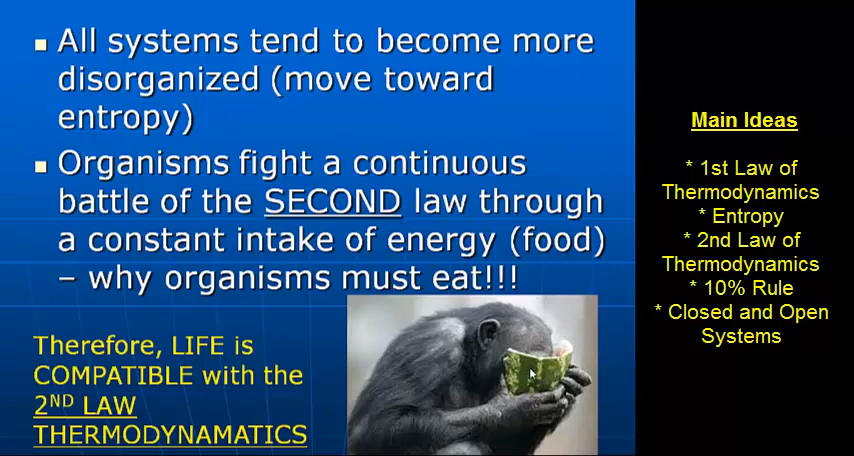 All systems tend to become more
disorganized (move toward
entropy)
Organisms fight a continuous
battle of the SECOND law through
a constant intake of energy (food)
– why organisms must eat!!!
Therefore, LIFE is
COMPATIBLE with the
2ND LAW
THERMODYNAMATICS
Main Ideas
* 1st Law of
Thermodynamics
* Entropy
* 2nd Law of
Thermodynamics
* 10% Rule
* Closed and Open
Systems